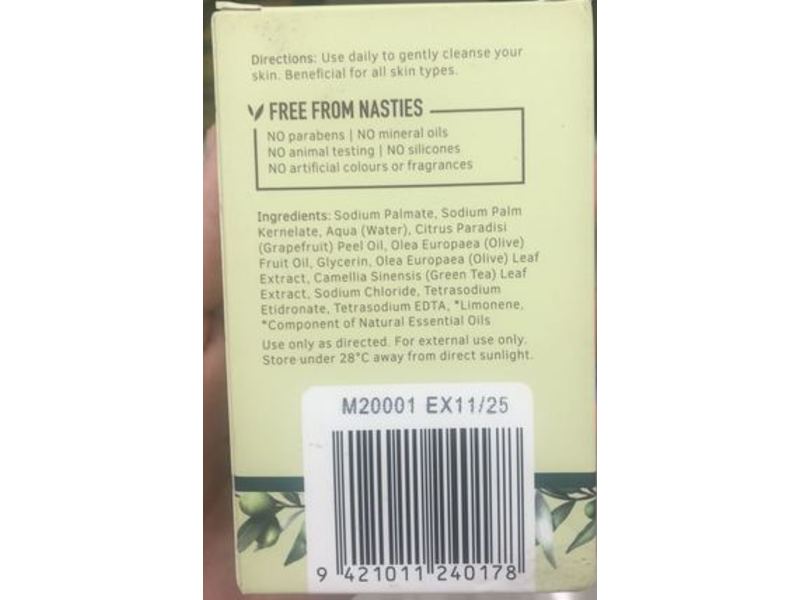 Directions: Use daily to gently cleanse your
skin. Beneficial for all skin types.
FREE FROM NASTIES
NO parabens | NO mineral oils
NO animal testing | NO silicones
NO artificial colours or fragrances
Ingredients: Sodium Palmate, Sodium Palm
Kernelate, Aqua (Water), Citrus Paradisi
(Grapefruit) Peel Oil, Olea Europaea (Olive)
Fruit Oil, Glycerin, Olea Europaea (Olive) Leaf
Extract, Camellia Sinensis (Green Tea) Leaf
Extract, Sodium Chloride, Tetrasodium
Etidronate, Tetrasodium EDTA, *Limonene,
*Component of Natural Essential Oils
Use only as directed. For external use only.
Store under 28°C away from direct sunlight.
M20001 EX11/25
9 421011 240178